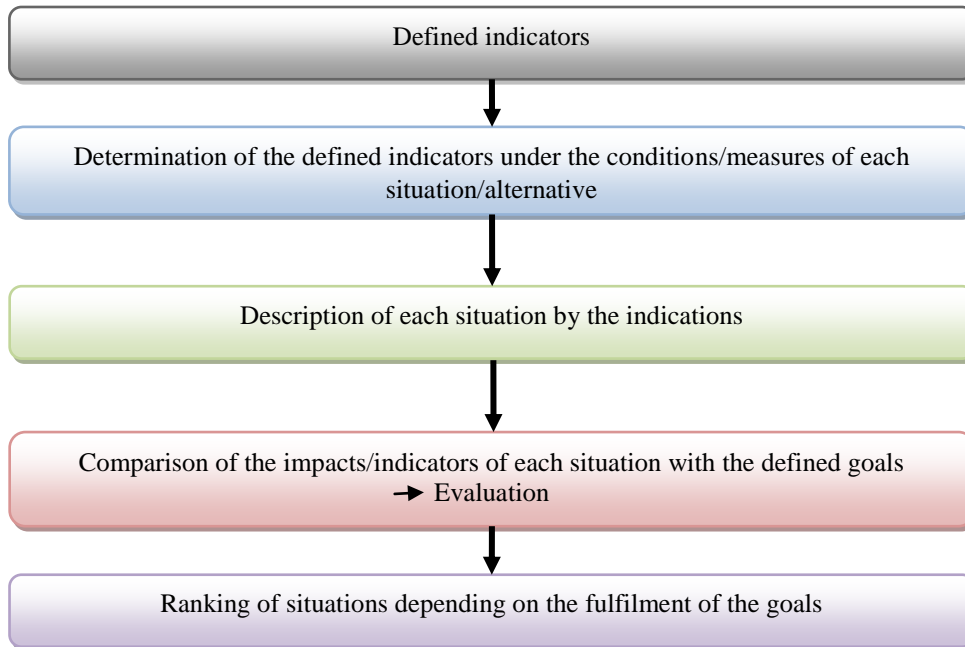 Defined indicators
Determination of the defined indicators under the conditions/measures of each
situation/alternative
Description of each situation by the indications
Comparison of the impacts/indicators of each situation with the defined goals
Evaluation
Ranking of situations depending on the fulfilment of the goals